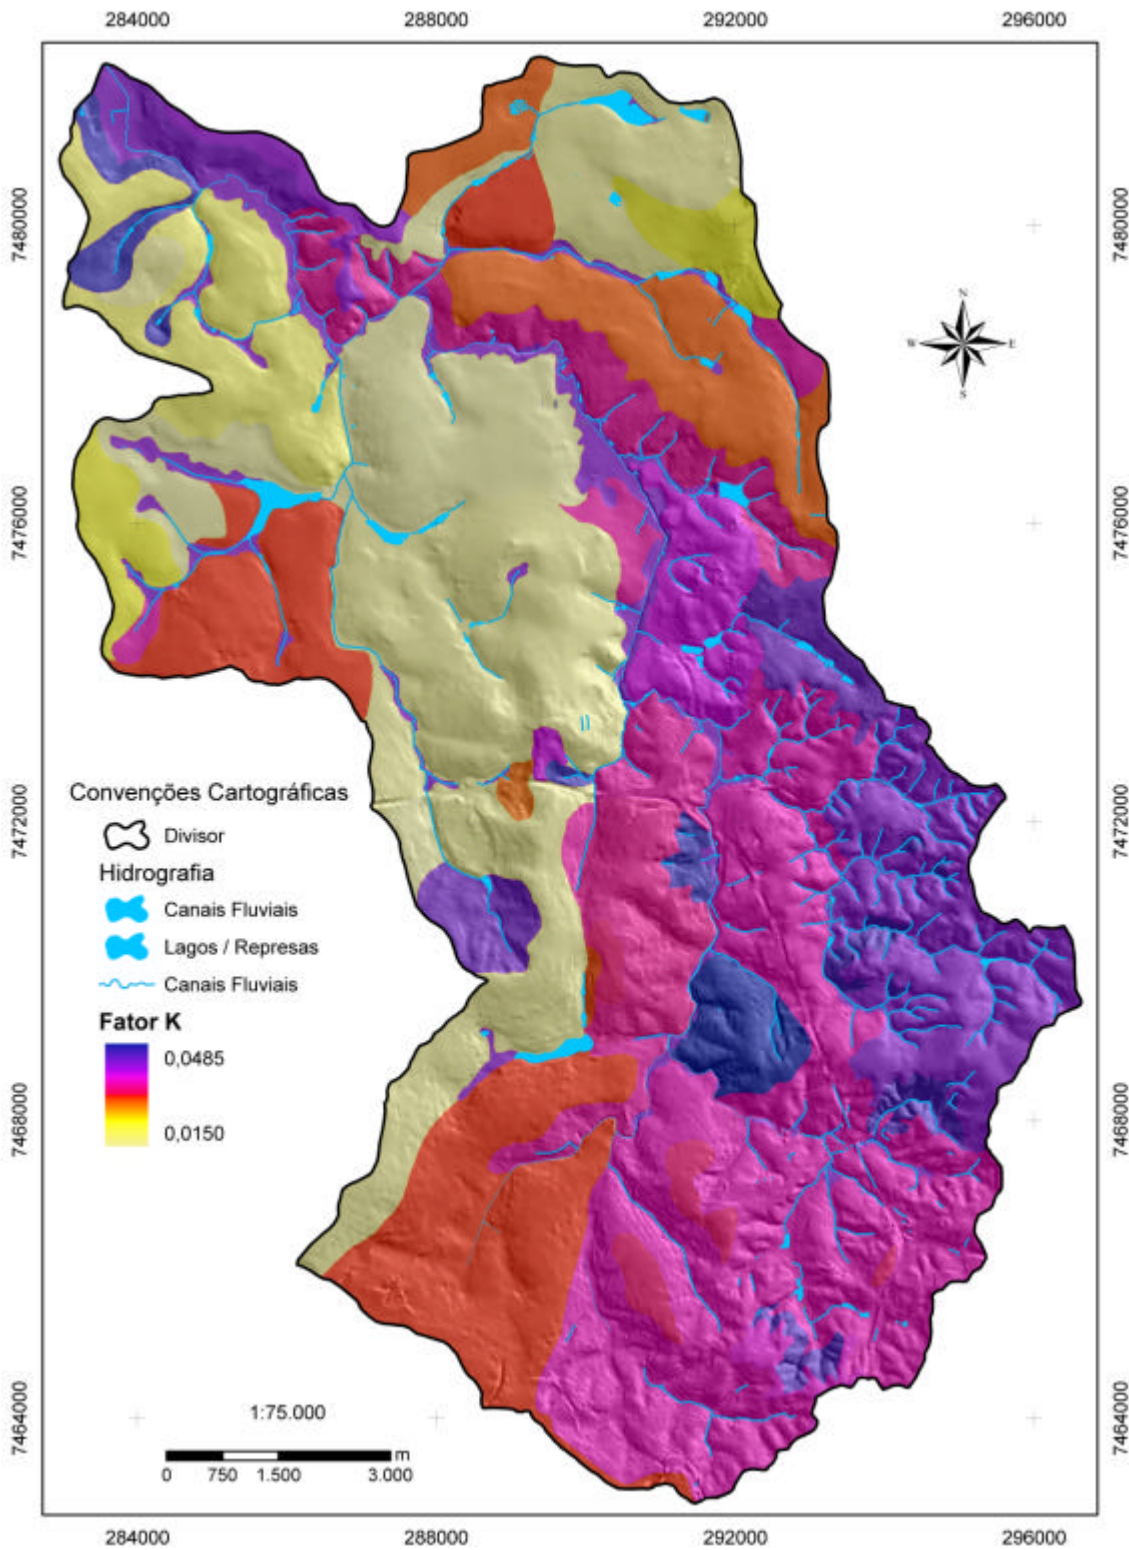 284000 288000 292000 296000
7480000
7480000
7476000
7476000
7472000
7472000
7468000
7468000
7464000
7464000
N
W E
S
Convenções Cartográficas
Divisor
Hidrografia
Canais Fluviais
Lagos / Represas
Canais Fluviais
Fator K
0,0485
0,0150
1:75.000
m
0 750 1.500 3.000
284000 288000 292000 296000